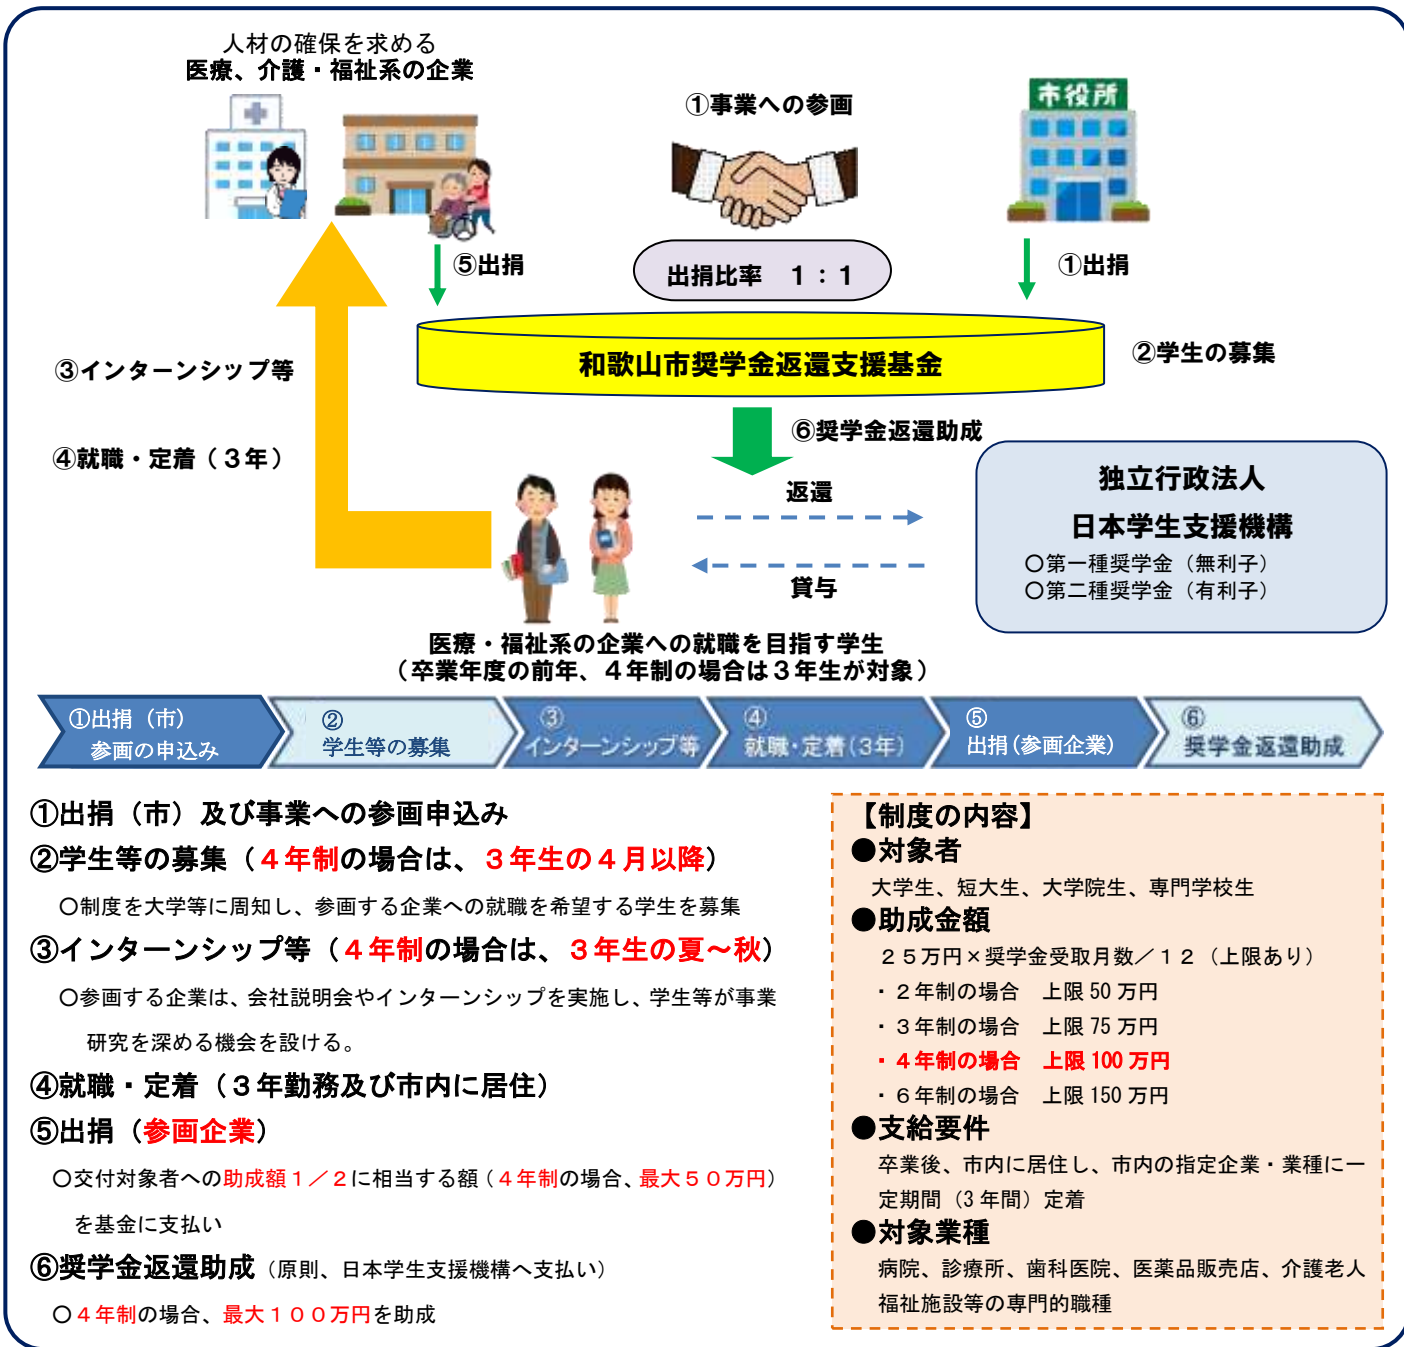 人材の確保を求める
医療、介護・福祉系の企業
①事業への参画
市役所
⑤出捐
出捐比率　１：１
①出捐
和歌山市奨学金返還支援基金
②学生の募集
③インターンシップ等
④就職・定着（３年）
⑥奨学金返還助成
返還
貸与
独立行政法人
日本学生支援機構
〇第一種奨学金（無利子）
〇第二種奨学金（有利子）
医療・福祉系の企業への就職を目指す学生
（卒業年度の前年、４年制の場合は３年生が対象）
①出捐（市）
参画の申込み
②
学生等の募集
③
インターンシップ等
④
就職・定着(３年)
⑤
出捐(参画企業)
⑥
奨学金返還助成
①出捐（市）及び事業への参画申込み
②学生等の募集（４年制の場合は、３年生の４月以降）
〇制度を大学等に周知し、参画する企業への就職を希望する学生を募集
③インターンシップ等（４年制の場合は、３年生の夏～秋）
〇参画する企業は、会社説明会やインターンシップを実施し、学生等が事業
研究を深める機会を設ける。
④就職・定着（３年勤務及び市内に居住）
⑤出捐（参画企業）
〇交付対象者への助成額１／２に相当する額（４年制の場合、最大５０万円）
を基金に支払い
⑥奨学金返還助成（原則、日本学生支援機構へ支払い）
〇４年制の場合、最大１００万円を助成
【制度の内容】
●対象者
大学生、短大生、大学院生、専門学校生
●助成金額
２５万円×奨学金受取月数／１２（上限あり）
・２年制の場合　上限 50 万円
・３年制の場合　上限 75 万円
・４年制の場合　上限 100 万円
・６年制の場合　上限 150 万円
●支給要件
卒業後、市内に居住し、市内の指定企業・業種に一
定期間（3 年間）定着
●対象業種
病院、診療所、歯科医院、医薬品販売店、介護老人
福祉施設等の専門的職種